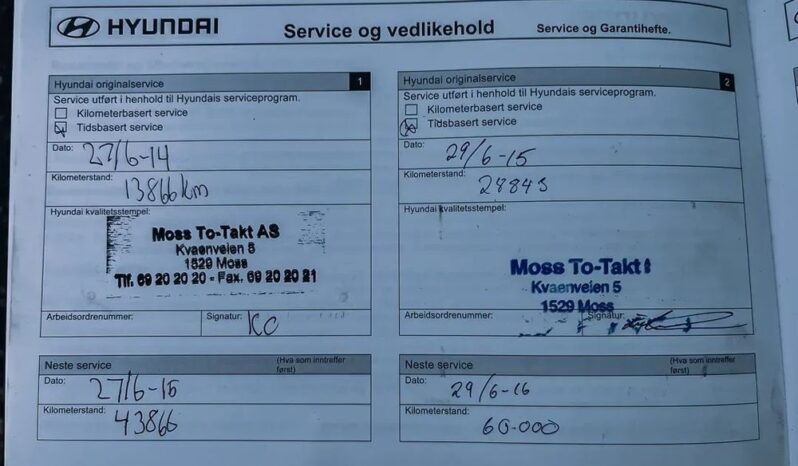 HYUNDAI
Service og vedlikehold
Service og Garantihefte.
Hyundai originalservice 1
Service utført i henhold til Hyundais serviceprogram.
Kilometerbasert service
Tidsbasert service
Dato: 27/6-14
Kilometerstand: 13866km
Hyundai kvalitetsstempel:
Moss To-Takt AS
Kvaenveien 5
1529 Moss
Tlf. 69 20 20 20 - Fax. 69 20 20 21
Arbeidsordrenummer: Signatur: KO
Neste service (Hva som inntreffer først)
Dato: 27/6-15
Kilometerstand: 43866
Hyundai originalservice 2
Service utført i henhold til Hyundais serviceprogram.
Kilometerbasert service
Tidsbasert service
Dato: 29/6-15
Kilometerstand: 28845
Hyundai kvalitetsstempel:
Moss To-Takt
Kvaenveien 5
1529 Moss
Arbeidsordrenummer: Signatur:
Neste service (Hva som inntreffer først)
Dato: 29/6-16
Kilometerstand: 60-000